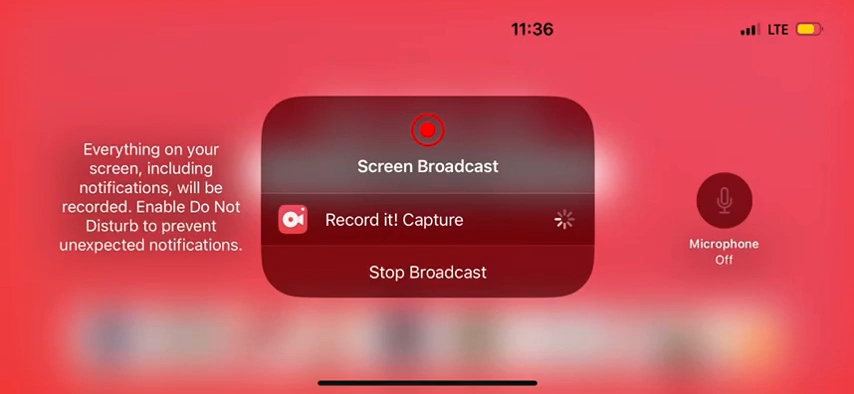 11:36
LTE
Everything on your
screen, including
notifications, will be
recorded. Enable Do Not
Disturb to prevent
unexpected notifications.
Screen Broadcast
Record it! Capture
Stop Broadcast
Microphone
Off